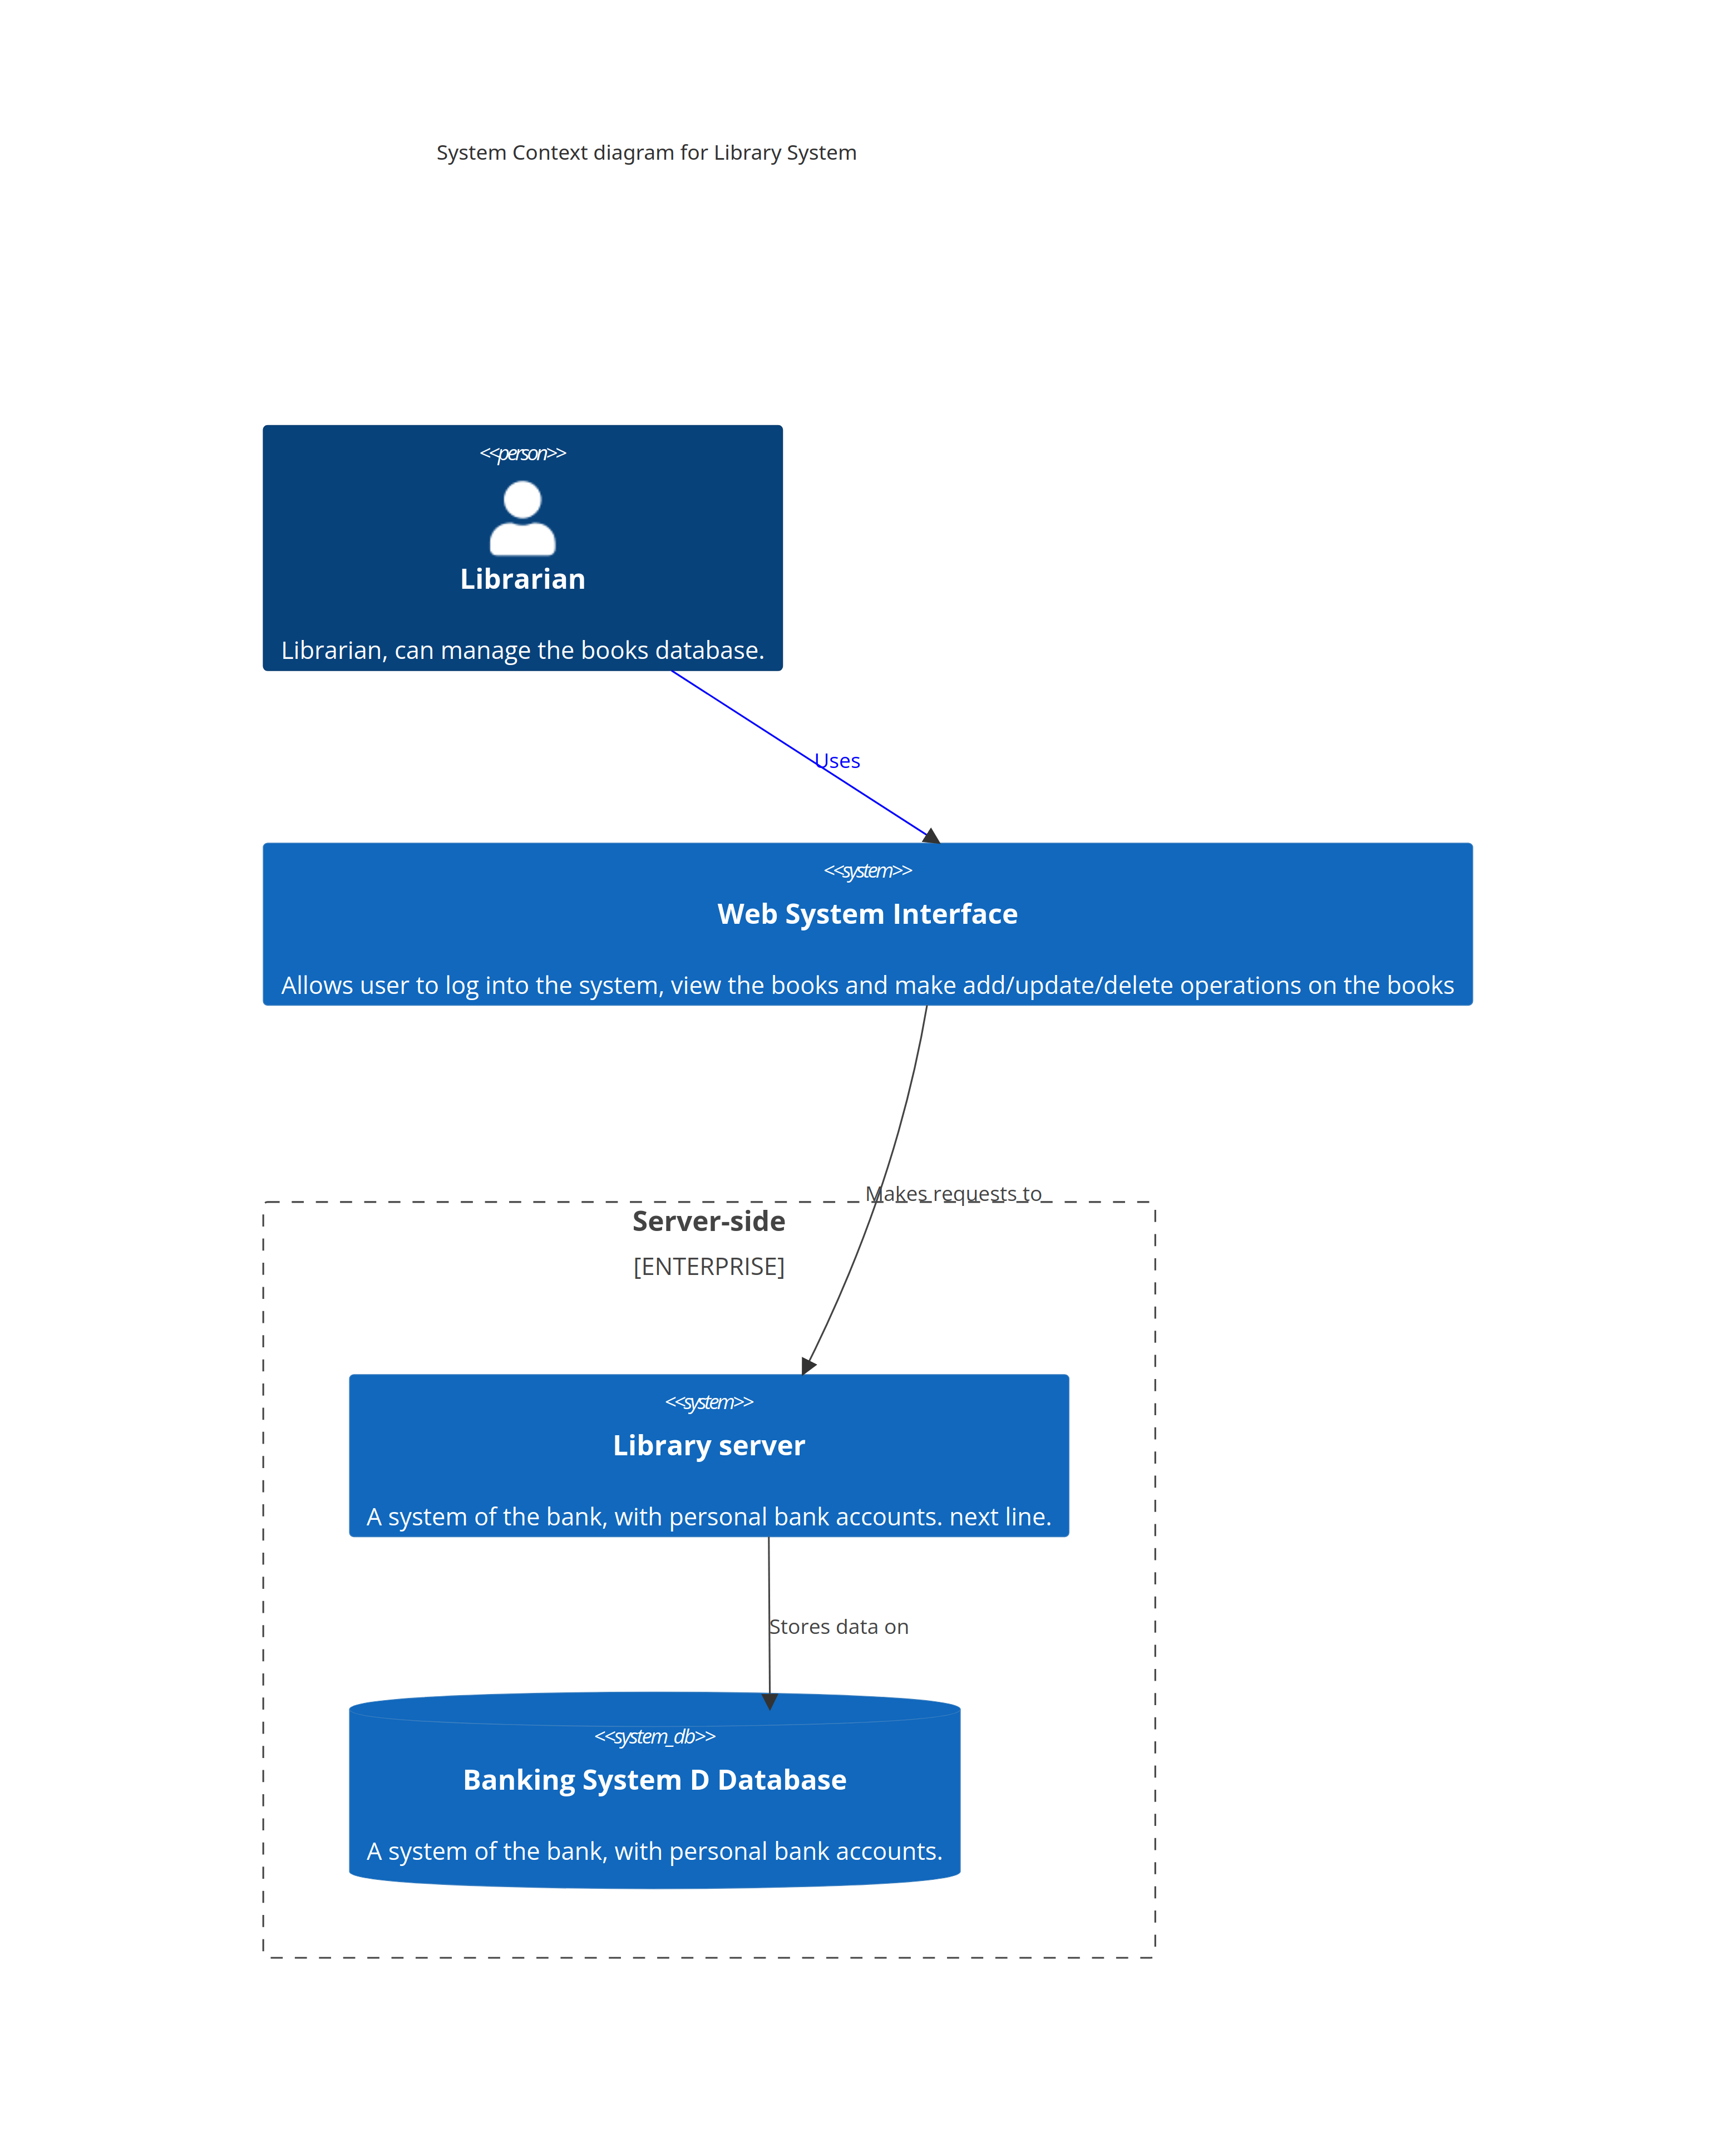 System Context diagram for Library System
<<person>>
Librarian
Librarian, can manage the books database.
Uses
<<system>>
Web System Interface
Allows user to log into the system, view the books and make add/update/delete operations on the books
Makes requests to
Server-side
[ENTERPRISE]
<<system>>
Library server
A system of the bank, with personal bank accounts. next line.
Stores data on
<<system_db>>
Banking System D Database
A system of the bank, with personal bank accounts.